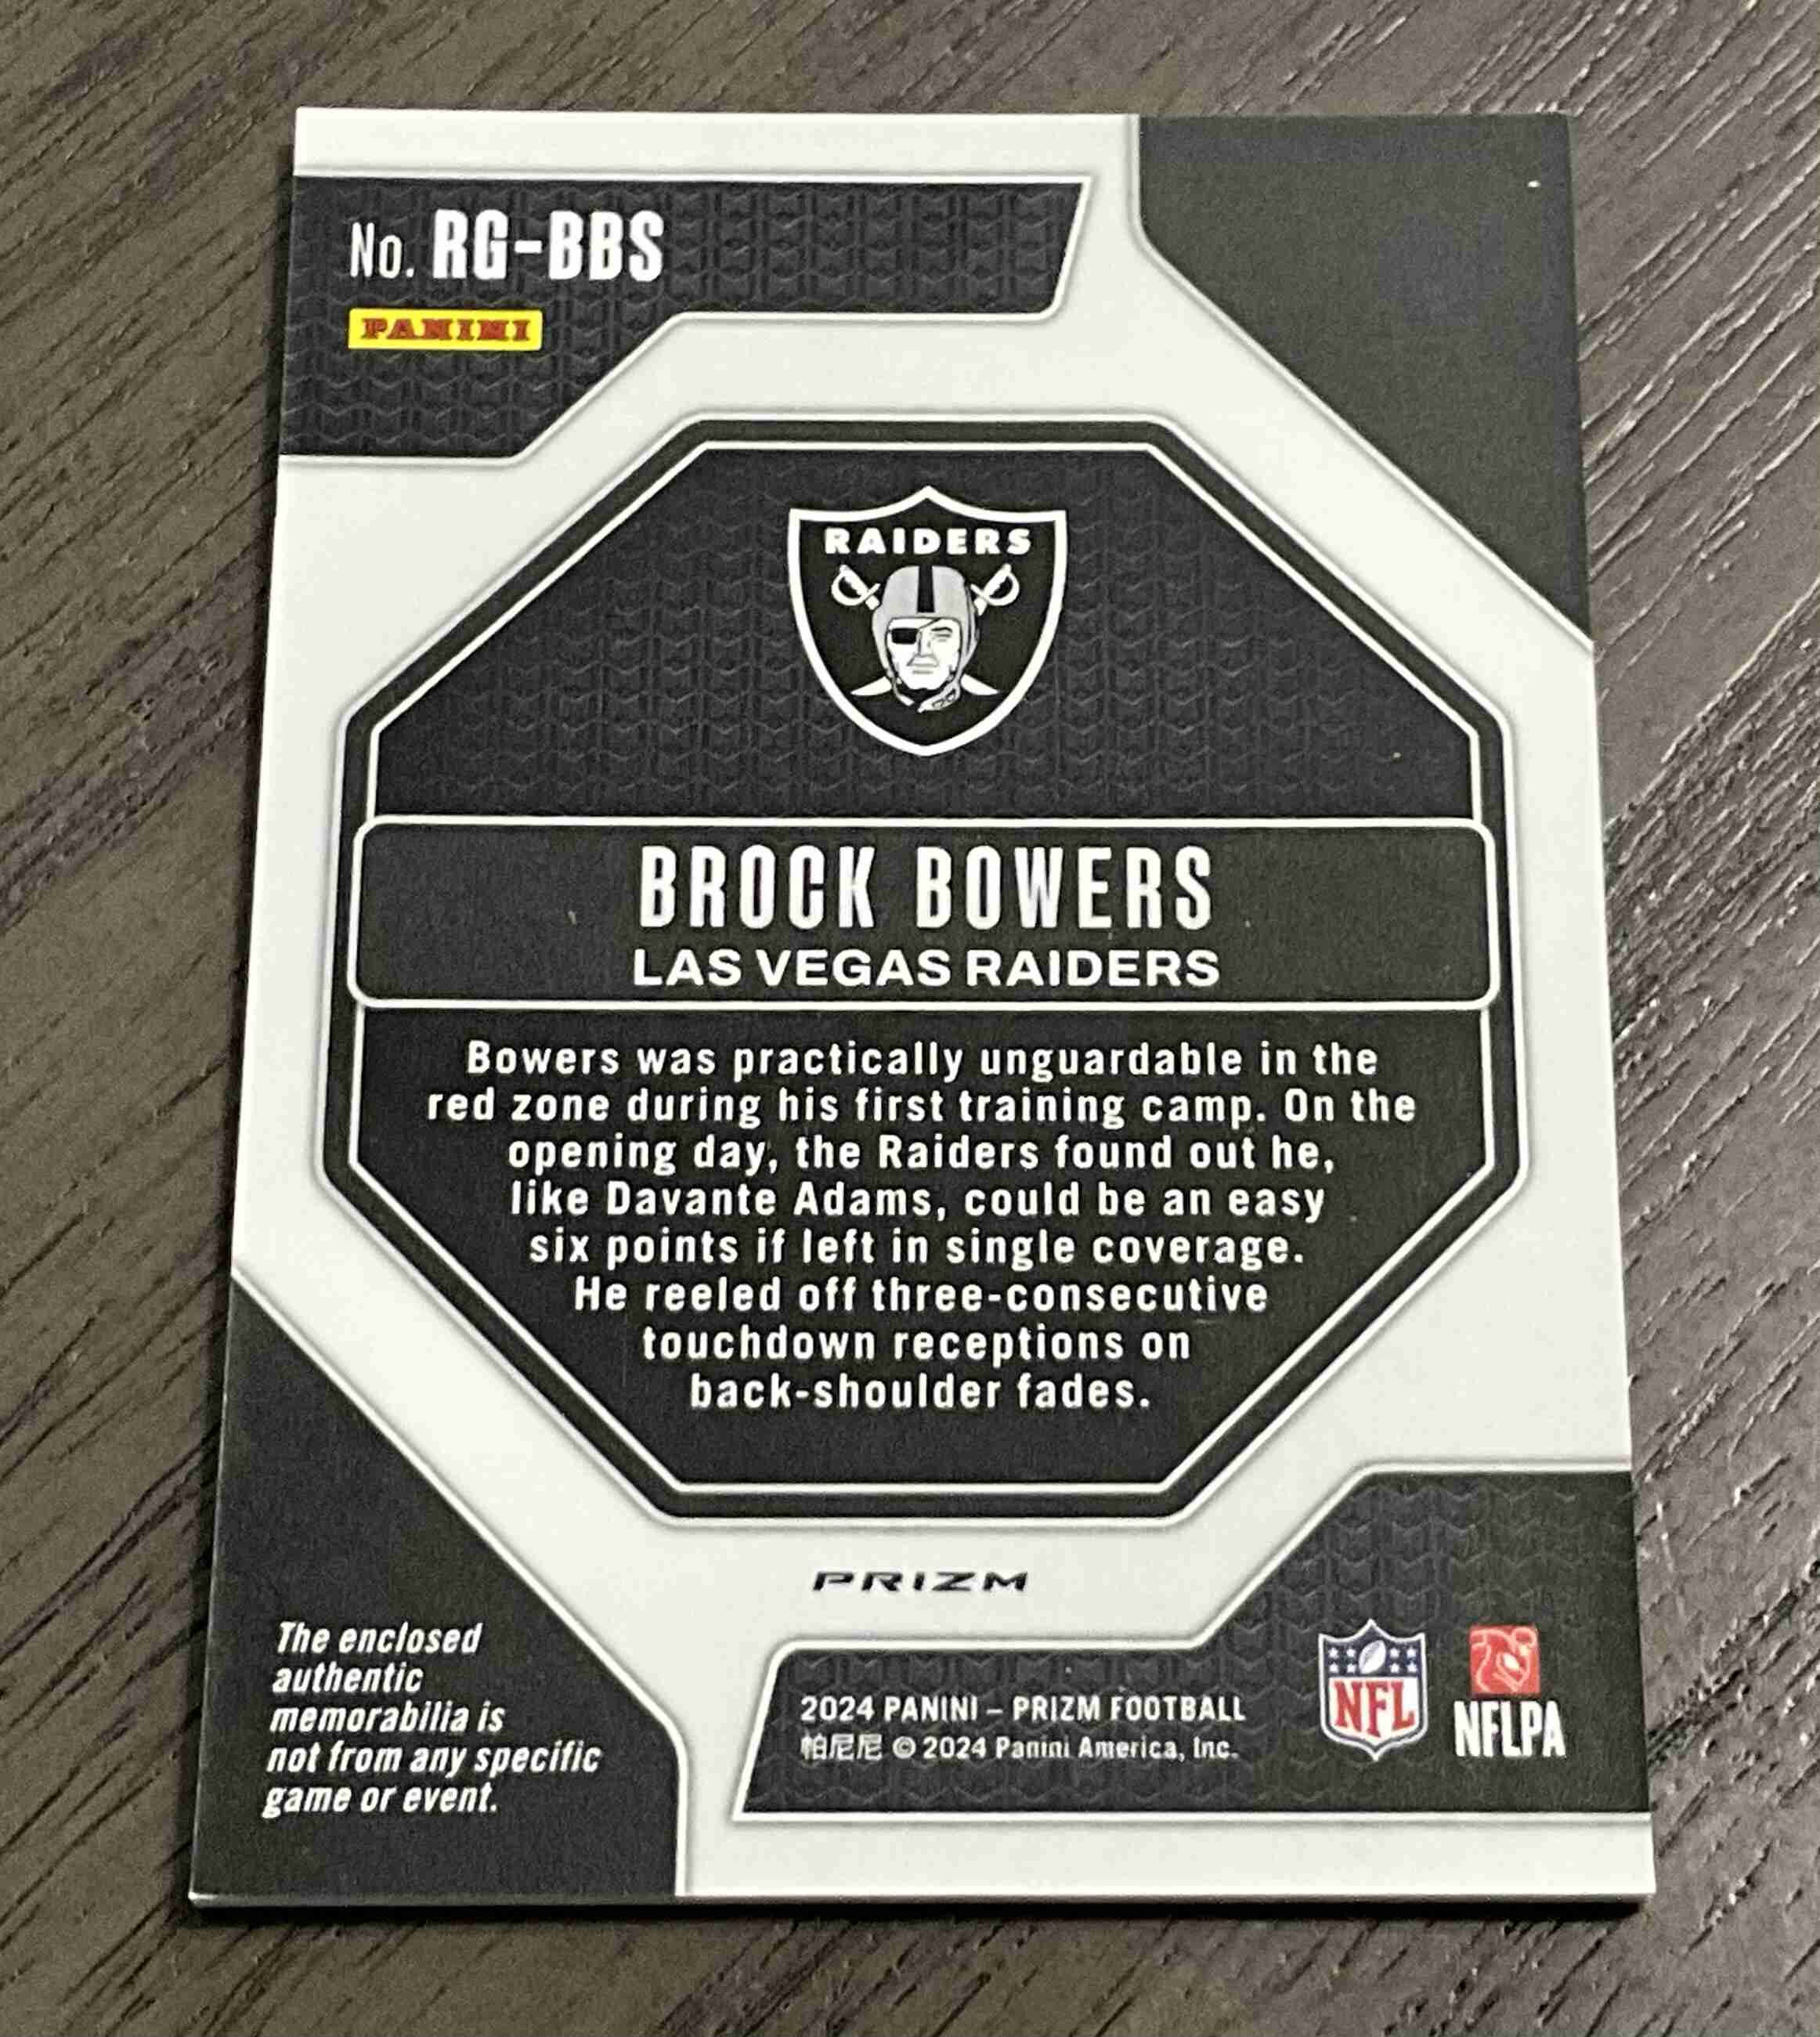 No. RG-BBS
PANINI
RAIDERS
BROCK BOWERS
LAS VEGAS RAIDERS
Bowers was practically unguardable in the
red zone during his first training camp. On the
opening day, the Raiders found out he,
like Davante Adams, could be an easy
six points if left in single coverage.
He reeled off three-consecutive
touchdown receptions on
back-shoulder fades.
PRIZM
The enclosed
authentic
memorabilia is
not from any specific
game or event.
2024 PANINI – PRIZM FOOTBALL
帕尼尼 © 2024 Panini America, Inc.
NFL
NFLPA